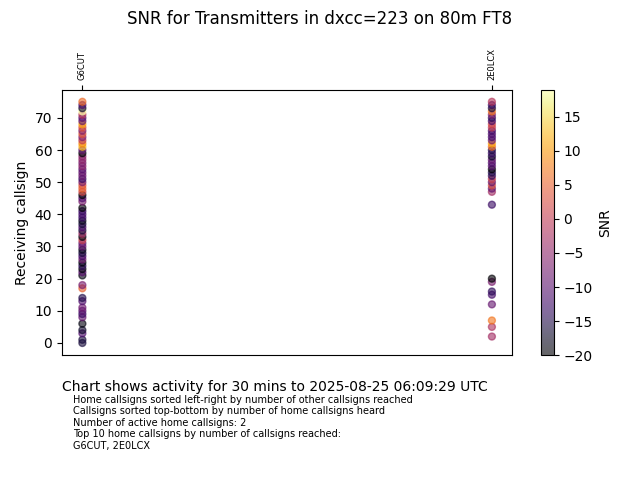 SNR for Transmitters in dxcc=223 on 80m FT8
G6CUT
2E0LCX
70
60
50
40
30
20
10
0
Receiving callsign
15
10
5
0
−5
−10
−15
−20
SNR
Chart shows activity for 30 mins to 2025-08-25 06:09:29 UTC
Home callsigns sorted left-right by number of other callsigns reached
Callsigns sorted top-bottom by number of home callsigns heard
Number of active home callsigns: 2
Top 10 home callsigns by number of callsigns reached:
G6CUT, 2E0LCX